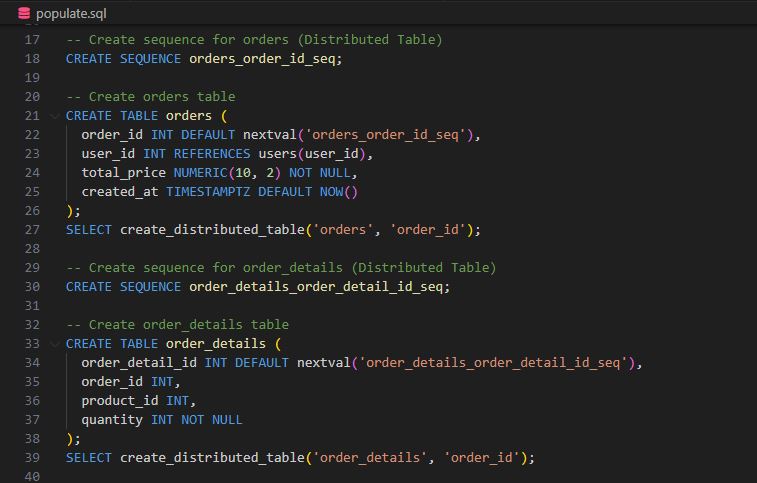 populate.sql
17 -- Create sequence for orders (Distributed Table)
18 CREATE SEQUENCE orders_order_id_seq;
19
20 -- Create orders table
21 CREATE TABLE orders (
22 order_id INT DEFAULT nextval('orders_order_id_seq'),
23 user_id INT REFERENCES users(user_id),
24 total_price NUMERIC(10, 2) NOT NULL,
25 created_at TIMESTAMPTZ DEFAULT NOW()
26 );
27 SELECT create_distributed_table('orders', 'order_id');
28
29 -- Create sequence for order_details (Distributed Table)
30 CREATE SEQUENCE order_details_order_detail_id_seq;
31
32 -- Create order_details table
33 CREATE TABLE order_details (
34 order_detail_id INT DEFAULT nextval('order_details_order_detail_id_seq'),
35 order_id INT,
36 product_id INT,
37 quantity INT NOT NULL
38 );
39 SELECT create_distributed_table('order_details', 'order_id');
40